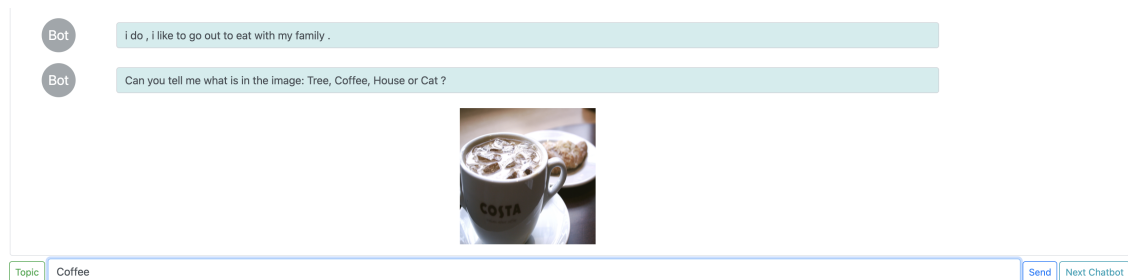 Bot
i do , i like to go out to eat with my family .
Bot
Can you tell me what is in the image: Tree, Coffee, House or Cat ?
COSTA
Topic
Coffee
Send
Next Chatbot